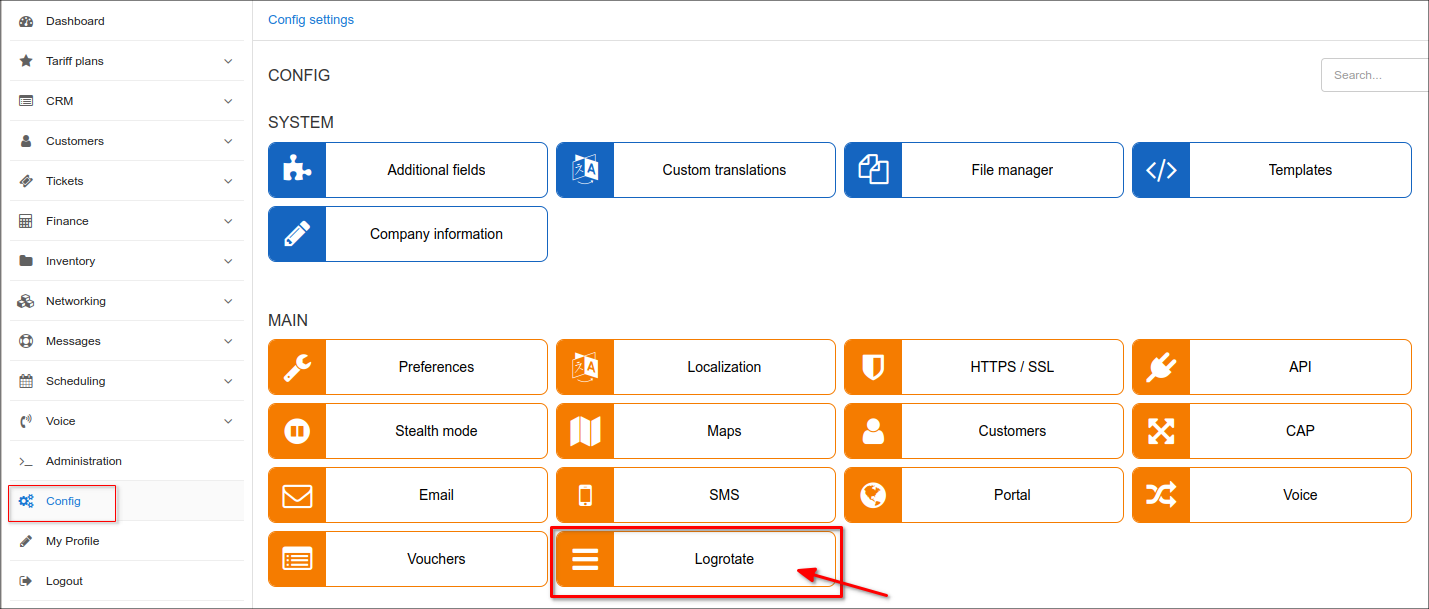 Dashboard
Tariff plans
CRM
Customers
Tickets
Finance
Inventory
Networking
Messages
Scheduling
Voice
Administration
Config
My Profile
Logout
Config settings
CONFIG
Search...
SYSTEM
Additional fields
Custom translations
File manager
Templates
Company information
MAIN
Preferences
Localization
HTTPS / SSL
API
Stealth mode
Maps
Customers
CAP
Email
SMS
Portal
Voice
Vouchers
Logrotate